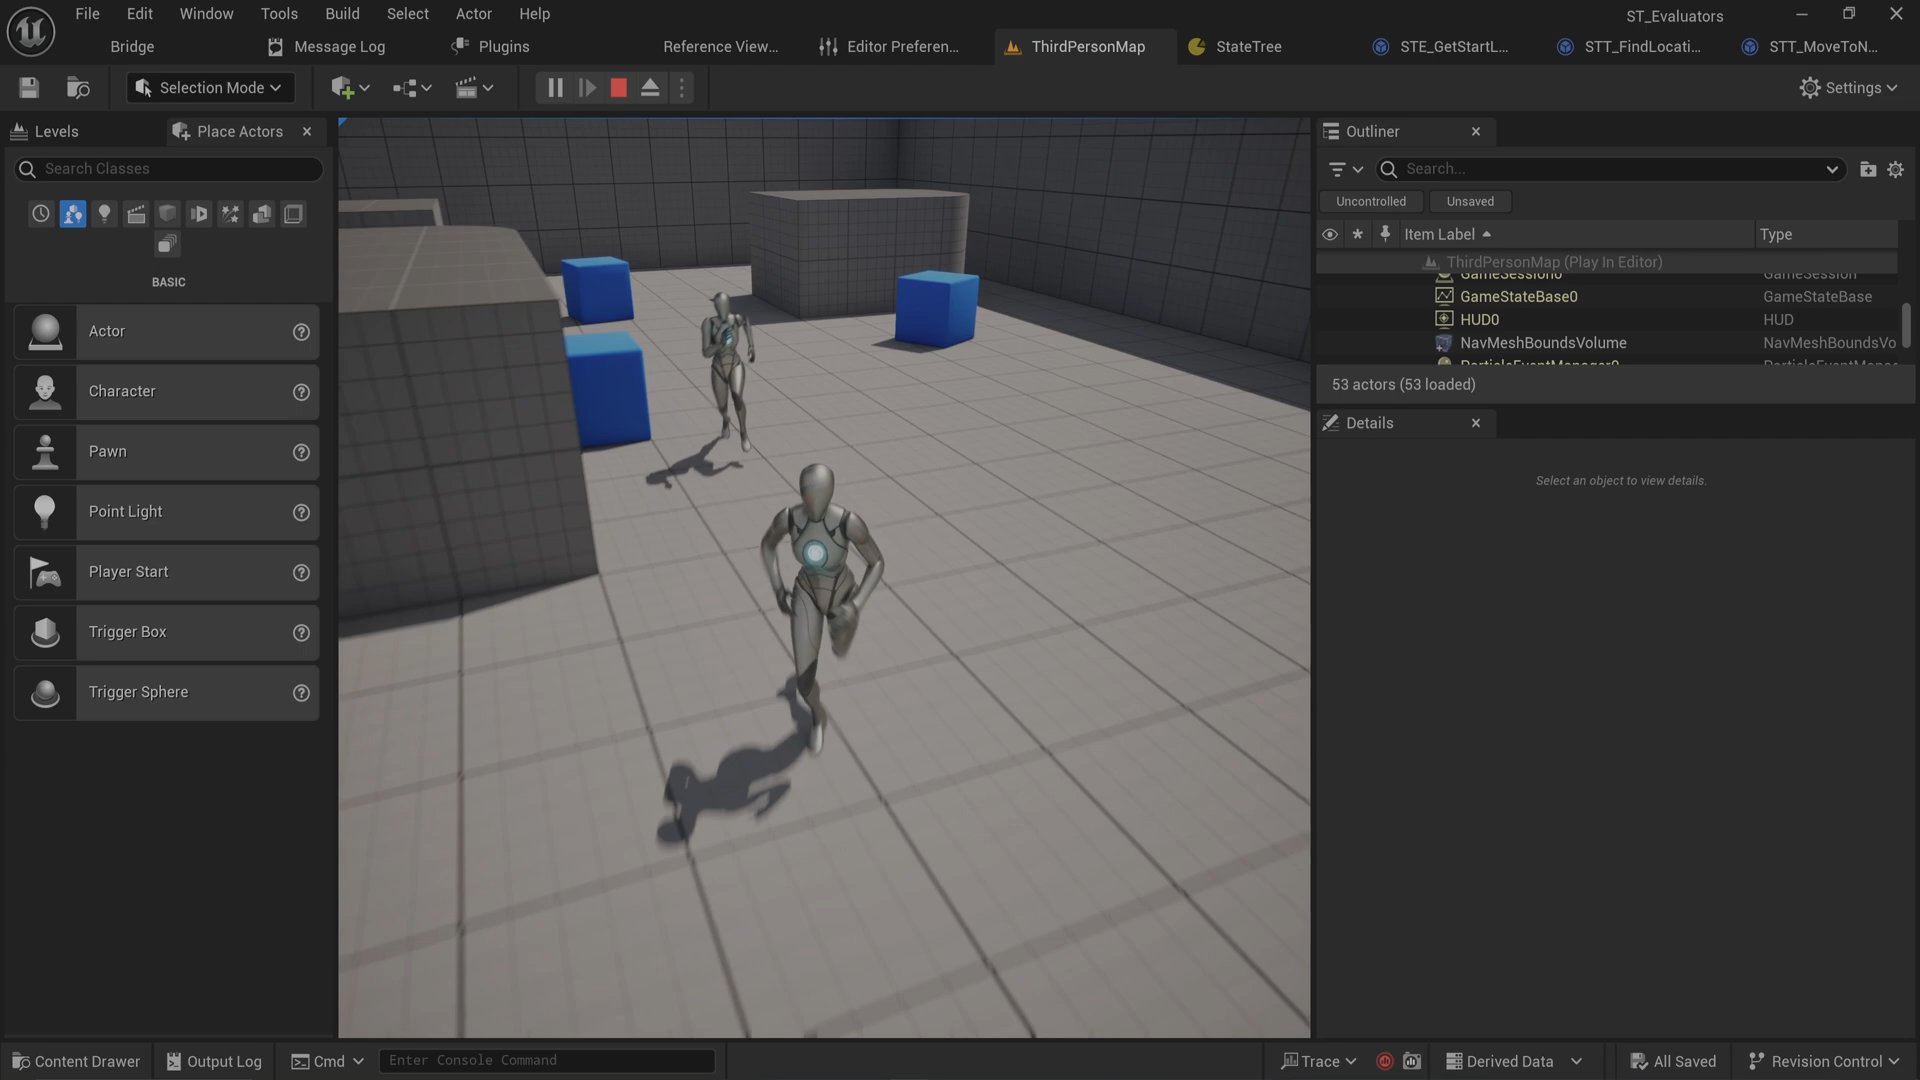 File Edit Window Tools Build Select Actor Help
ST_Evaluators
Bridge
Message Log
Plugins
Reference View...
Editor Preferen...
ThirdPersonMap
StateTree
STE_GetStartL...
STT_FindLocati...
STT_MoveToN...
Selection Mode
Settings
Levels
Place Actors
Search Classes
BASIC
Actor
Character
Pawn
Point Light
Player Start
Trigger Box
Trigger Sphere
Outliner
Search...
Uncontrolled
Unsaved
Item Label
Type
ThirdPersonMap (Play In Editor)
GameSession0 GameSession
GameStateBase0 GameStateBase
HUD0 HUD
NavMeshBoundsVolume NavMeshBoundsVo
53 actors (53 loaded)
Details
Select an object to view details.
Content Drawer
Output Log
Cmd
Enter Console Command
Trace
Derived Data
All Saved
Revision Control